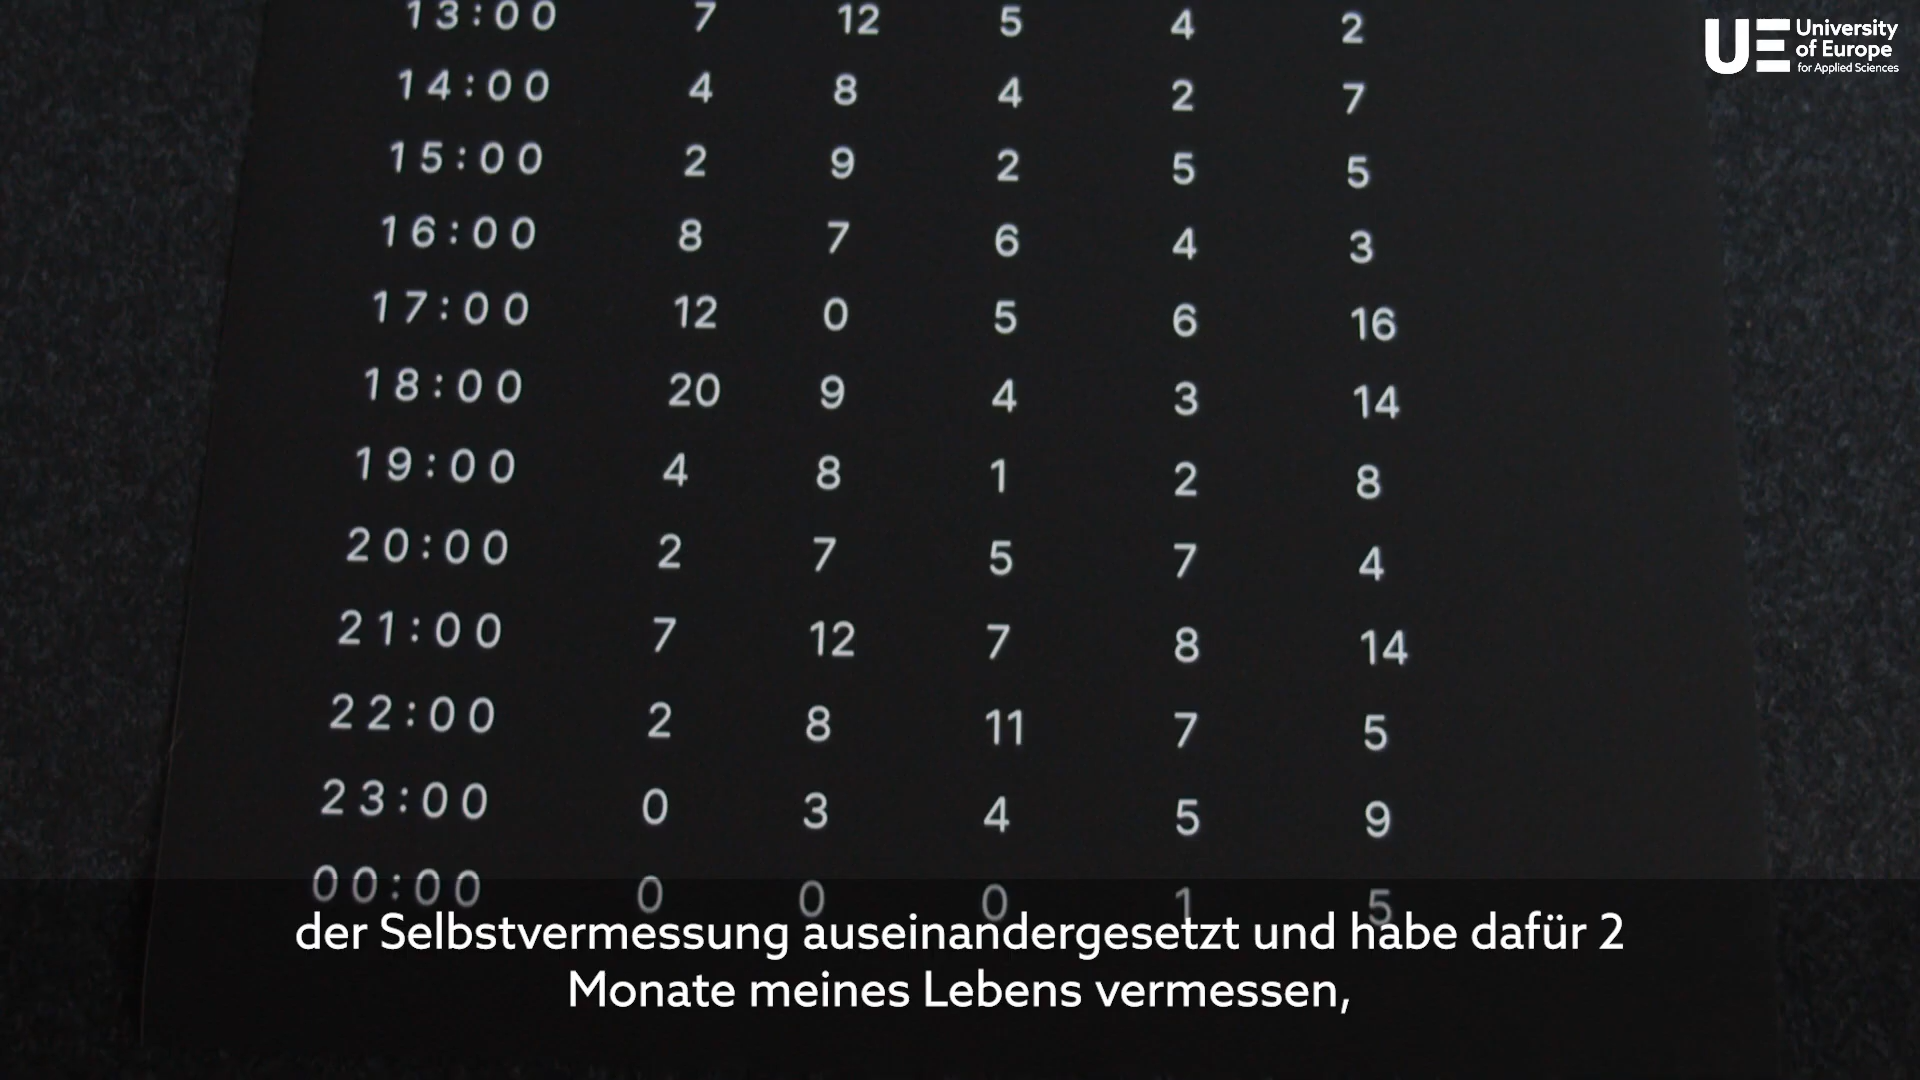 University
of Europe
for Applied Sciences
UE
13:00 7 12 5 4 2
14:00 4 8 4 2 7
15:00 2 9 2 5 5
16:00 8 7 6 4 3
17:00 12 0 5 6 16
18:00 20 9 4 3 14
19:00 4 8 1 2 8
20:00 2 7 5 7 4
21:00 7 12 7 8 14
22:00 2 8 11 7 5
23:00 0 3 4 5 9
00:00 0 0 0 1 5
der Selbstvermessung auseinandergesetzt und habe dafür 2
Monate meines Lebens vermessen,